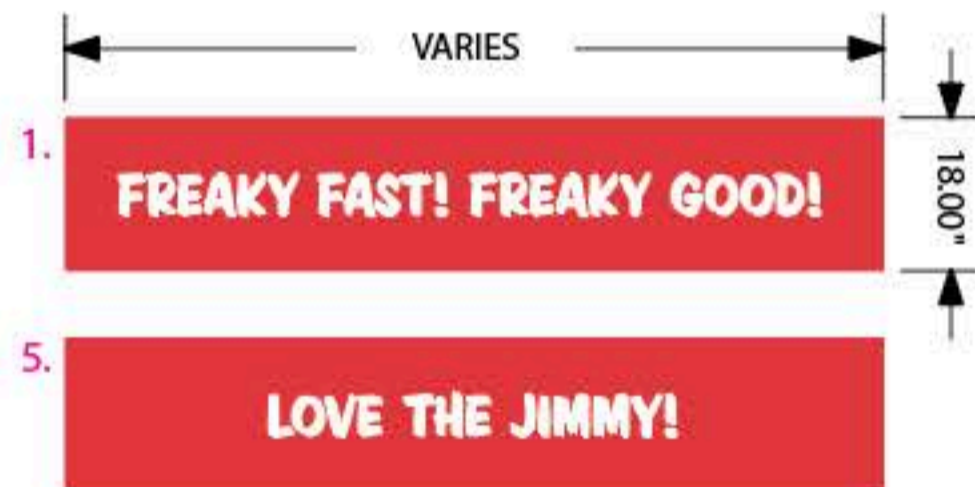 VARIES
1.
FREAKY FAST! FREAKY GOOD!
18.00"
5.
LOVE THE JIMMY!